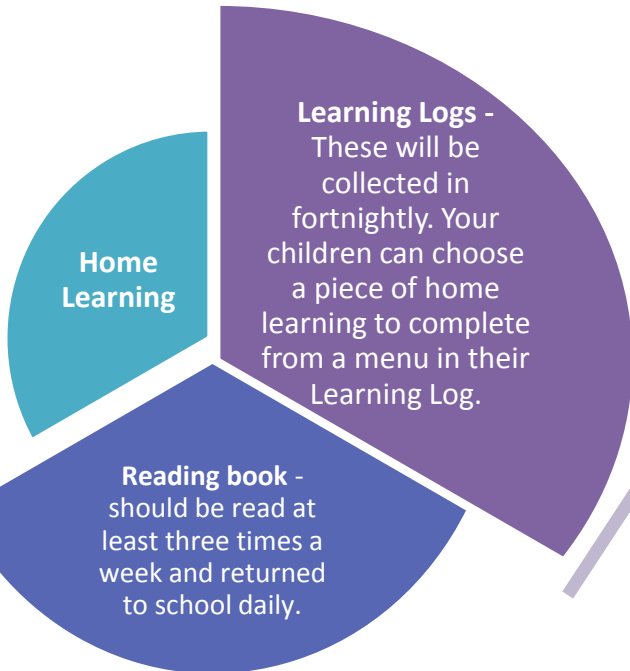 Home
Learning
Learning Logs -
These will be
collected in
fortnightly. Your
children can choose
a piece of home
learning to complete
from a menu in their
Learning Log.
Reading book -
should be read at
least three times a
week and returned
to school daily.